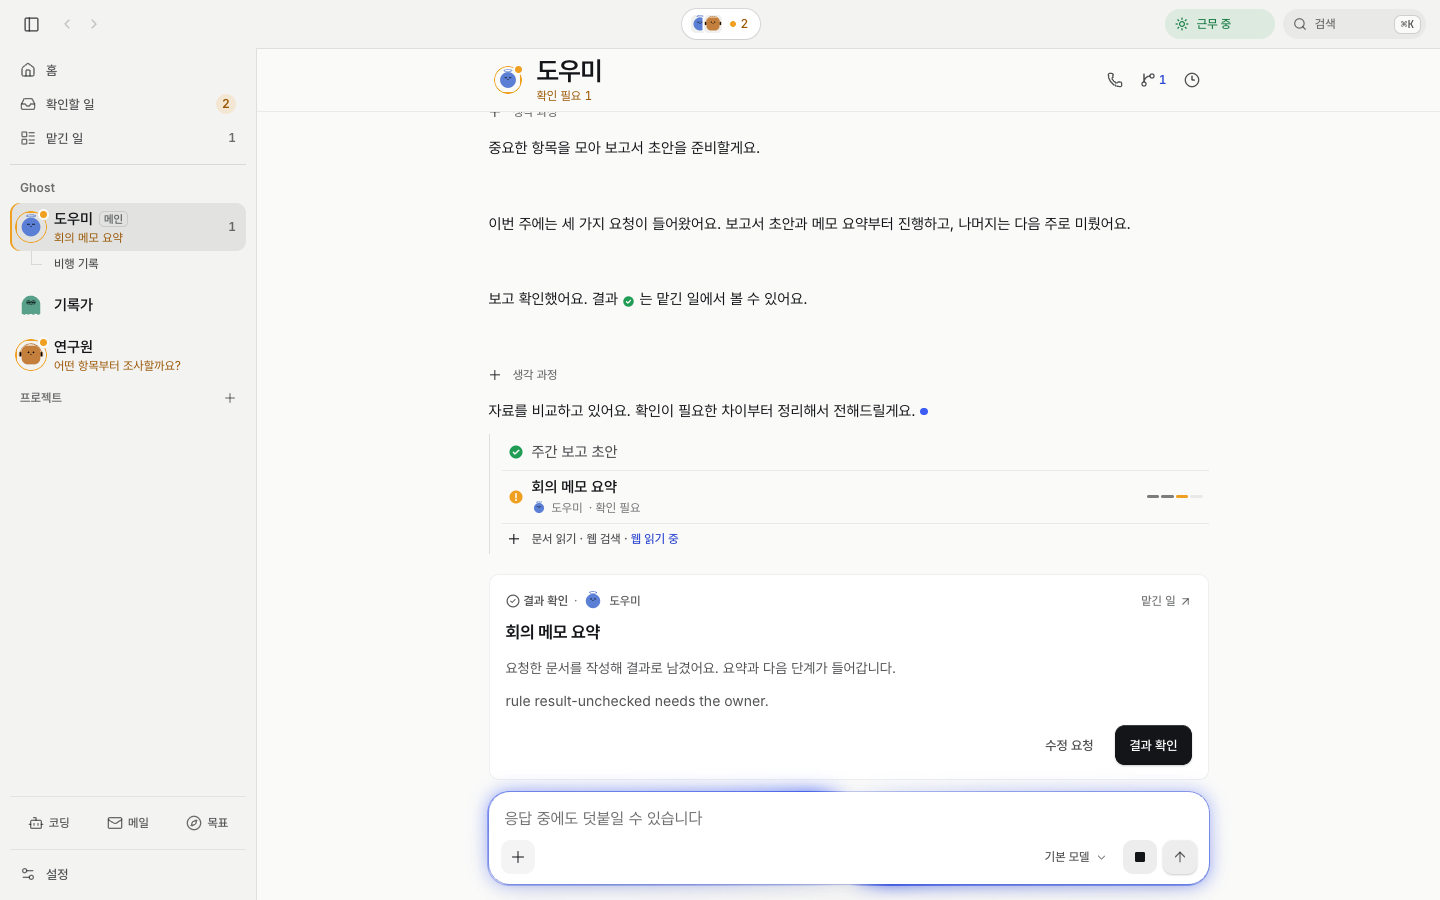 2
근무 중
검색
⌘K
홈
확인할 일
2
맡긴 일
1
Ghost
도우미 메인
회의 메모 요약
1
비행 기록
기록가
연구원
어떤 항목부터 조사할까요?
프로젝트
코딩
메일
목표
설정
도우미
확인 필요 1
1
생각 과정
중요한 항목을 모아 보고서 초안을 준비할게요.
이번 주에는 세 가지 요청이 들어왔어요. 보고서 초안과 메모 요약부터 진행하고, 나머지는 다음 주로 미뤘어요.
보고 확인했어요. 결과 는 맡긴 일에서 볼 수 있어요.
생각 과정
자료를 비교하고 있어요. 확인이 필요한 차이부터 정리해서 전해드릴게요.
주간 보고 초안
회의 메모 요약
도우미 · 확인 필요
문서 읽기 · 웹 검색 · 웹 읽기 중
결과 확인 · 도우미
맡긴 일
회의 메모 요약
요청한 문서를 작성해 결과로 남겼어요. 요약과 다음 단계가 들어갑니다.
rule result-unchecked needs the owner.
수정 요청
결과 확인
응답 중에도 덧붙일 수 있습니다
기본 모델